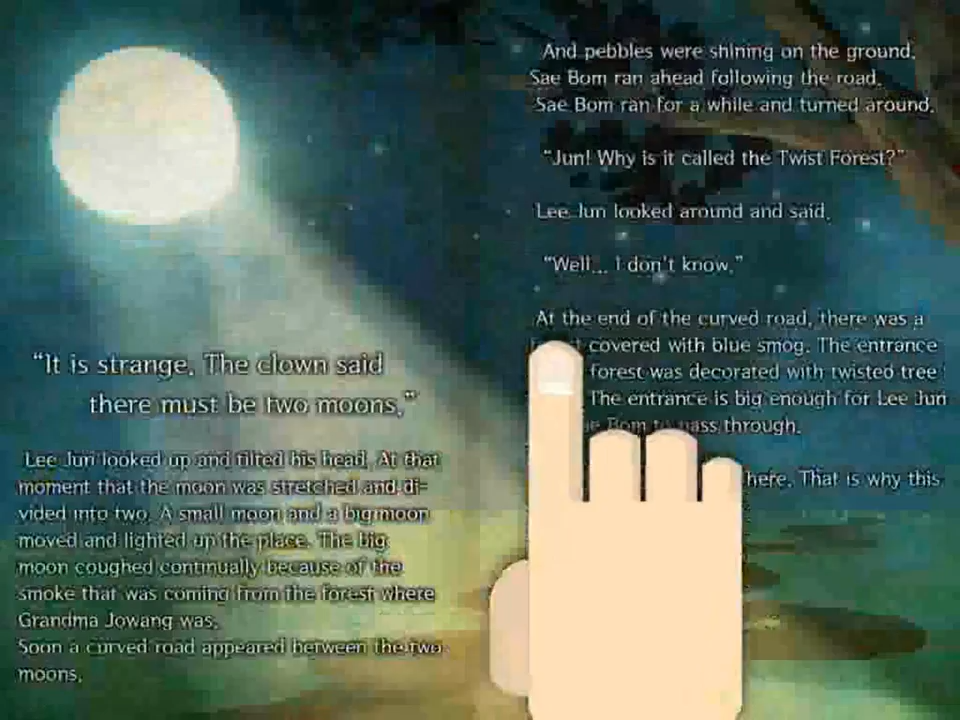 “It is strange. The clown said
there must be two moons.”
Lee Jun looked up and tilted his head. At that
moment that the moon was stretched and di-
vided into two. A small moon and a big moon
moved and lighted up the place. The big
moon coughed continually because of the
smoke that was coming from the forest where
Grandma Jowang was.
Soon a curved road appeared between the two
moons.
And pebbles were shining on the ground.
Sae Bom ran ahead following the road.
Sae Bom ran for a while and turned around.
“Jun! Why is it called the Twist Forest?”
Lee Jun looked around and said.
“Well... I don't know.”
At the end of the curved road, there was a
covered with blue smog. The entrance
forest was decorated with twisted tree
The entrance is big enough for Lee Jun
Bom to pass through.
here. That is why this